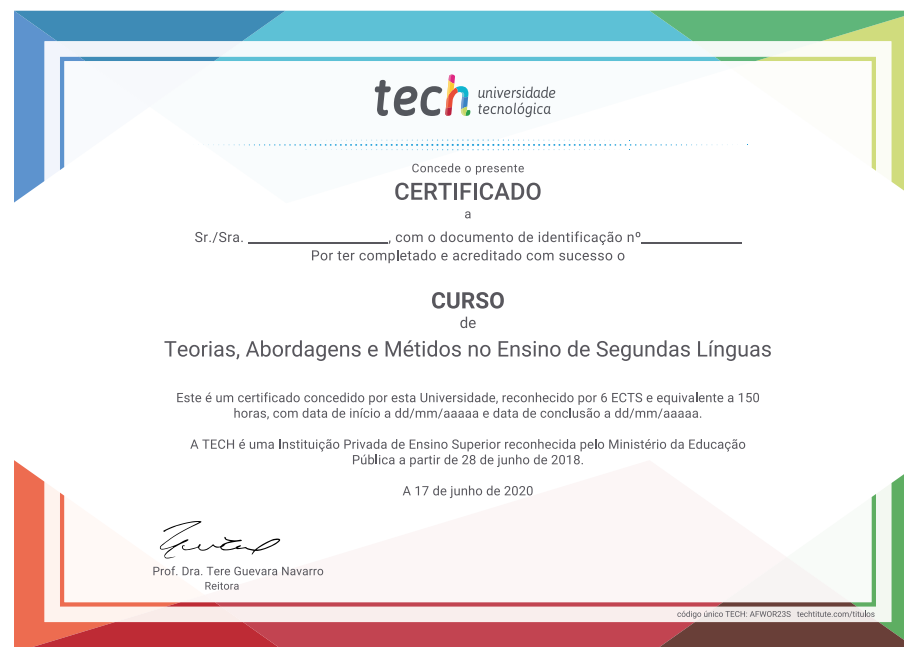 tech universidade
tecnológica
Concede o presente
CERTIFICADO
a
Sr./Sra. ________________, com o documento de identificação nº____________
Por ter completado e acreditado com sucesso o
CURSO
de
Teorias, Abordagens e Métidos no Ensino de Segundas Línguas
Este é um certificado concedido por esta Universidade, reconhecido por 6 ECTS e equivalente a 150
horas, com data de início a dd/mm/aaaaa e data de conclusão a dd/mm/aaaaa.
A TECH é uma Instituição Privada de Ensino Superior reconhecida pelo Ministério da Educação
Pública a partir de 28 de junho de 2018.
A 17 de junho de 2020
Prof. Dra. Tere Guevara Navarro
Reitora
código único TECH: AFWOR23S techtitute.com/titulos